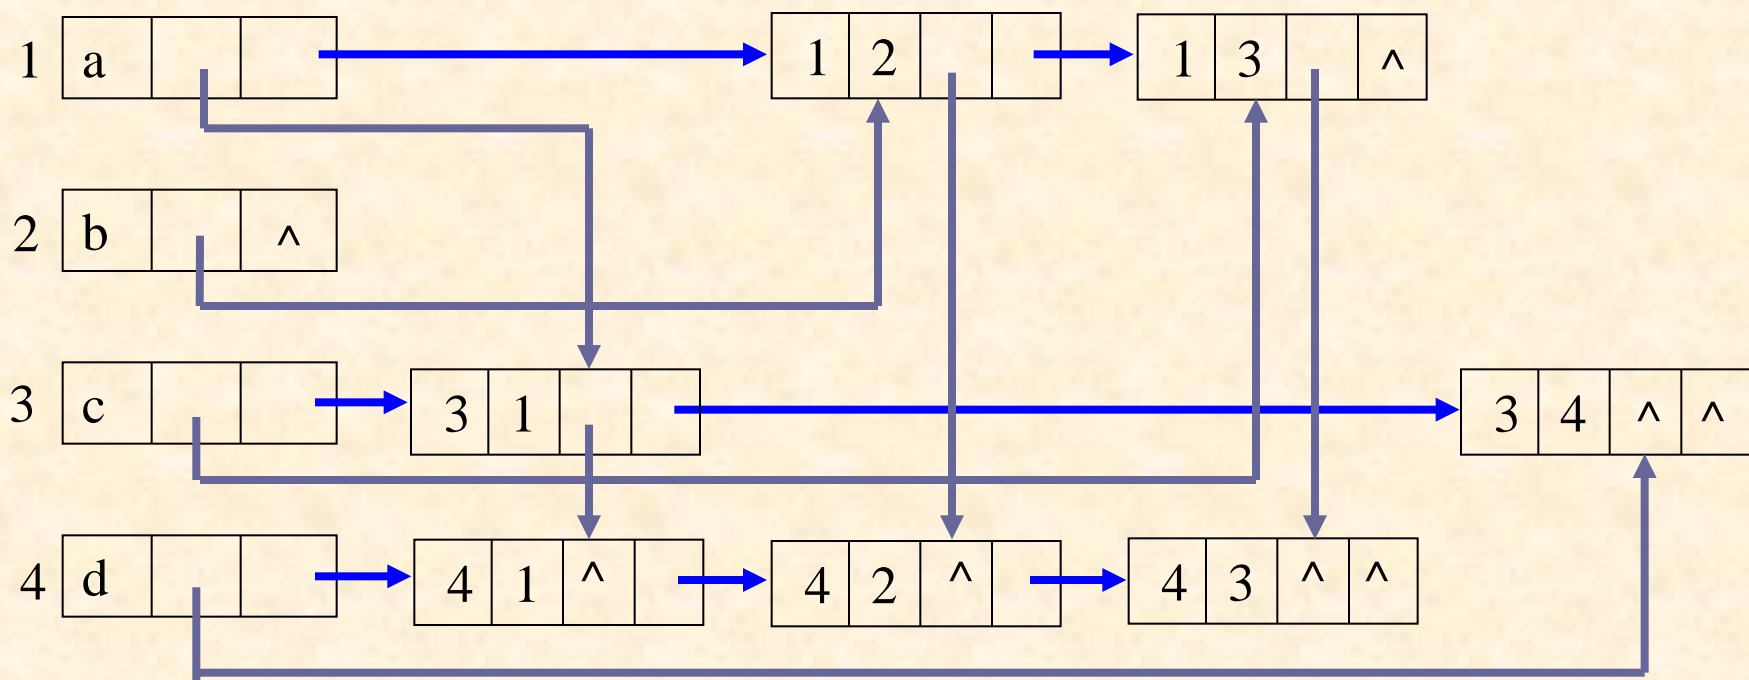 1 a 1 2 1 3 ^
2 b ^
3 c 3 1 3 4 ^ ^
4 d 4 1 ^ 4 2 ^ 4 3 ^ ^